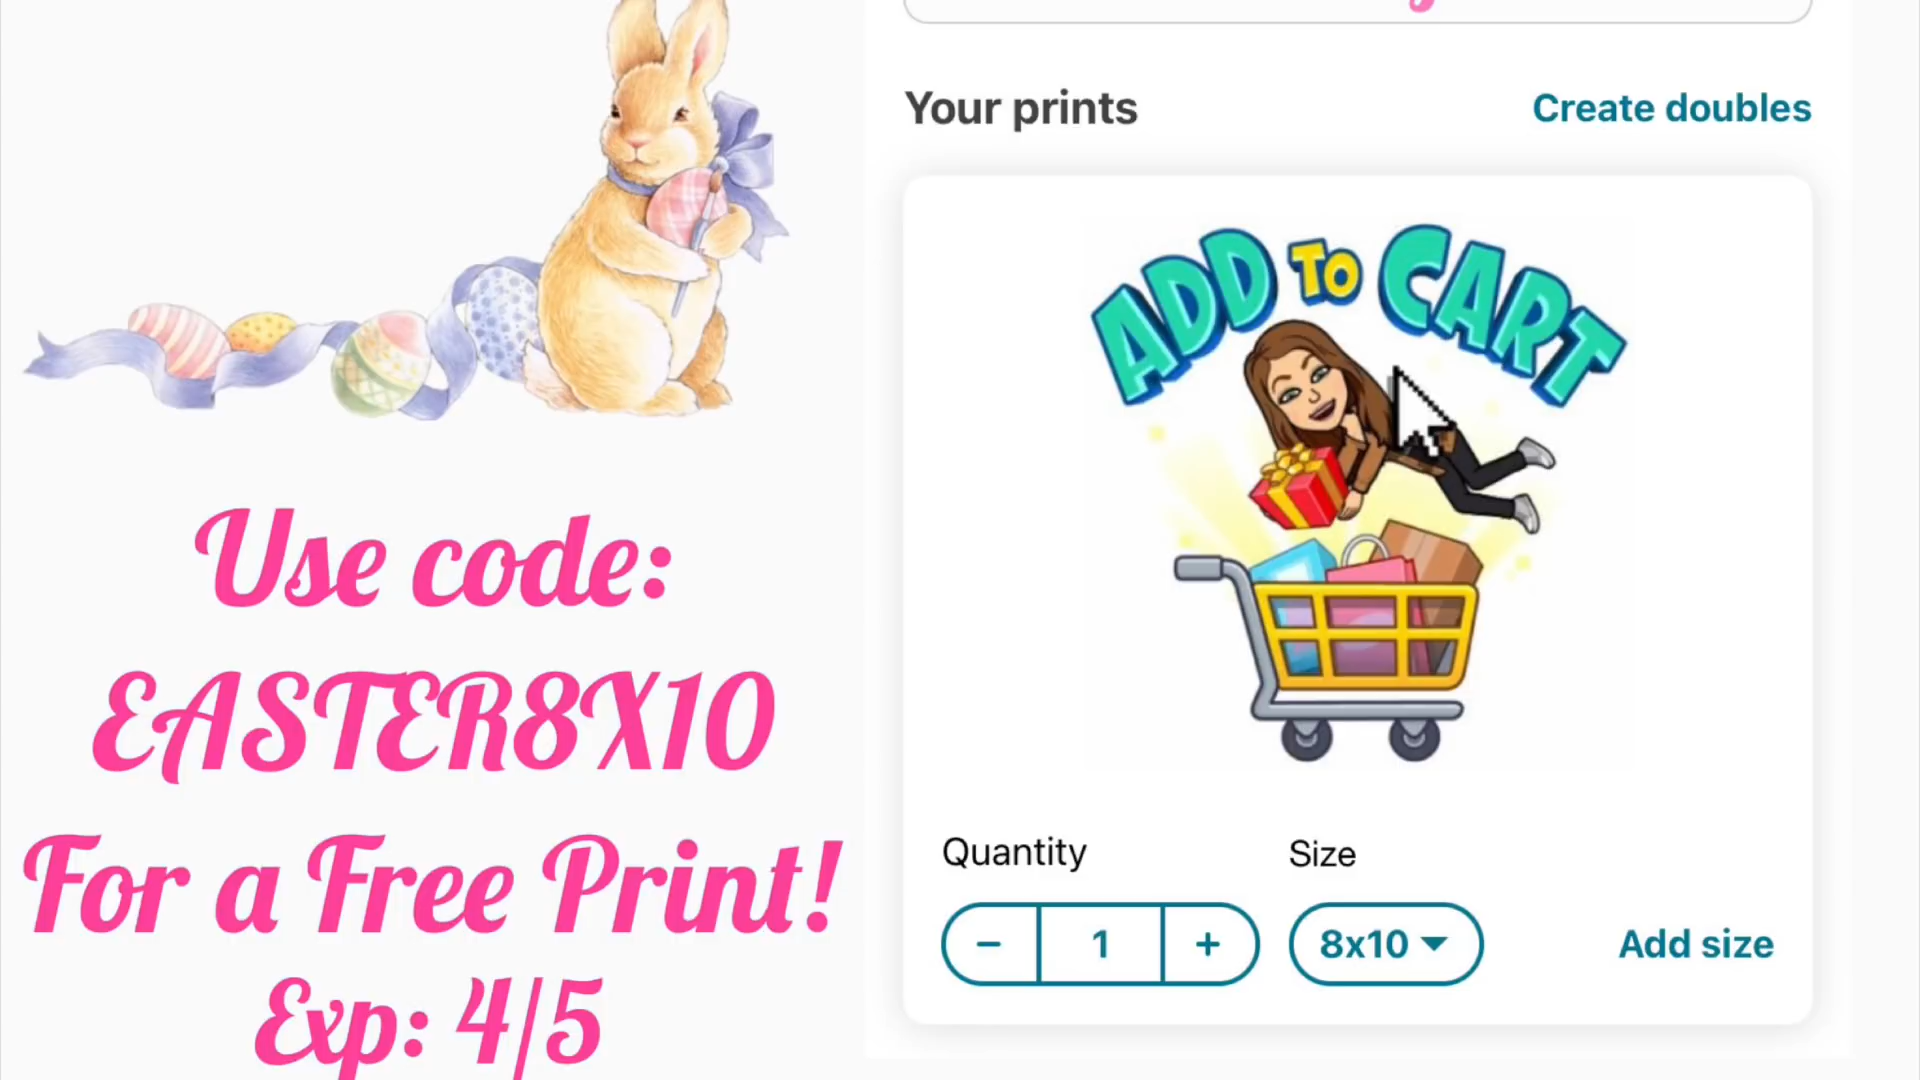 Use code:
EASTER8X10
For a Free Print!
Exp: 4/5
Your prints
Create doubles
ADD TO CART
Quantity
Size
− 1 +
8x10
Add size